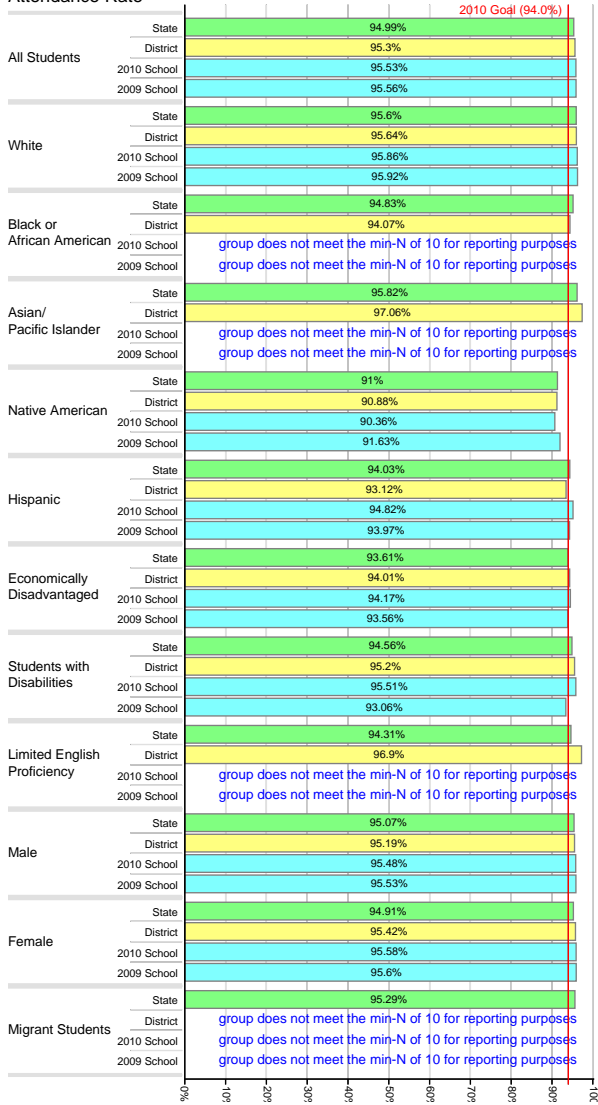 Attendance Rate
2010 Goal (94.0%)
All Students
State 94.99%
District 95.3%
2010 School 95.53%
2009 School 95.56%
White
State 95.6%
District 95.64%
2010 School 95.86%
2009 School 95.92%
Black or
African American
State 94.83%
District 94.07%
2010 School group does not meet the min-N of 10 for reporting purposes
2009 School group does not meet the min-N of 10 for reporting purposes
Asian/
Pacific Islander
State 95.82%
District 97.06%
2010 School group does not meet the min-N of 10 for reporting purposes
2009 School group does not meet the min-N of 10 for reporting purposes
Native American
State 91%
District 90.88%
2010 School 90.36%
2009 School 91.63%
Hispanic
State 94.03%
District 93.12%
2010 School 94.82%
2009 School 93.97%
Economically
Disadvantaged
State 93.61%
District 94.01%
2010 School 94.17%
2009 School 93.56%
Students with
Disabilities
State 94.56%
District 95.2%
2010 School 95.51%
2009 School 93.06%
Limited English
Proficiency
State 94.31%
District 96.9%
2010 School group does not meet the min-N of 10 for reporting purposes
2009 School group does not meet the min-N of 10 for reporting purposes
Male
State 95.07%
District 95.19%
2010 School 95.48%
2009 School 95.53%
Female
State 94.91%
District 95.42%
2010 School 95.58%
2009 School 95.6%
Migrant Students
State 95.29%
District group does not meet the min-N of 10 for reporting purposes
2010 School group does not meet the min-N of 10 for reporting purposes
2009 School group does not meet the min-N of 10 for reporting purposes
0% 10% 20% 30% 40% 50% 60% 70% 80% 90% 100